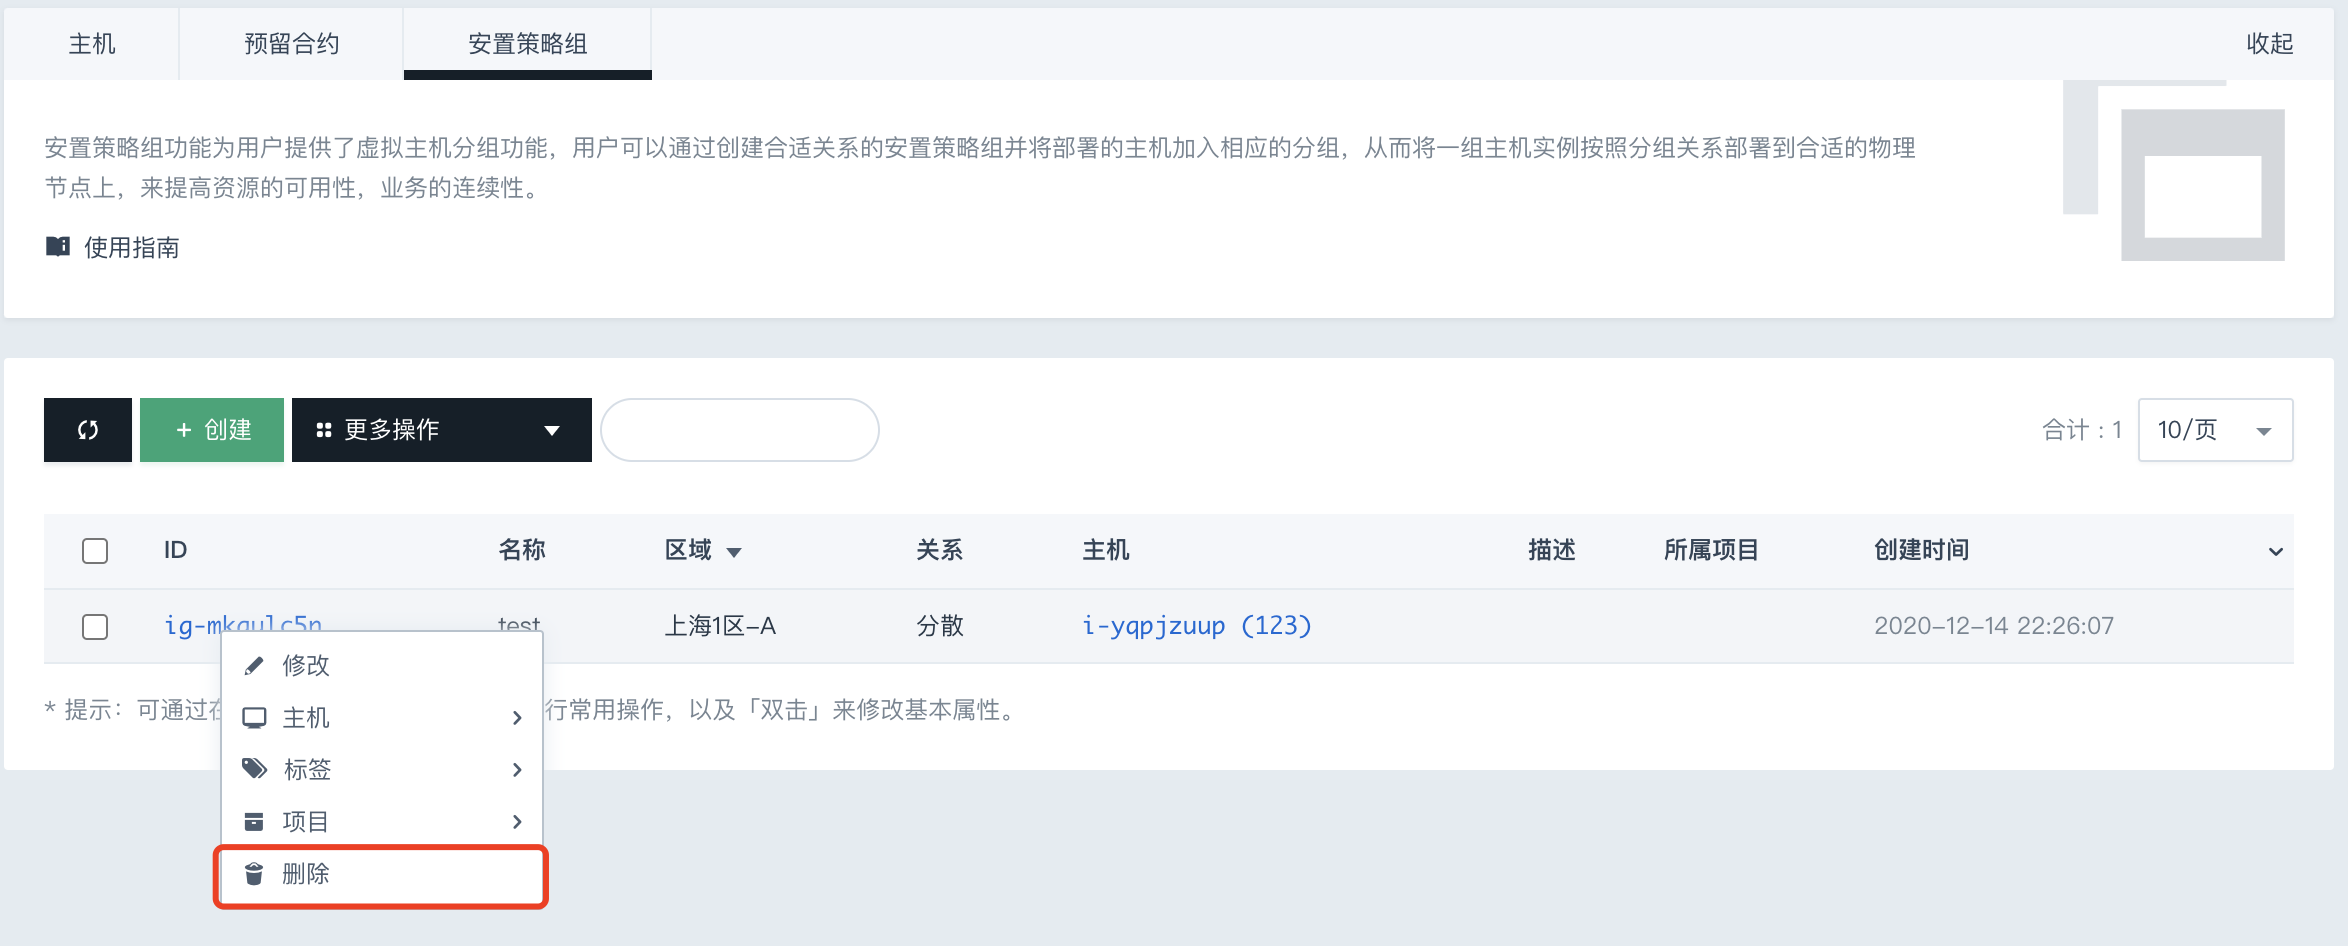 主机
预留合约
安置策略组
收起
安置策略组功能为用户提供了虚拟主机分组功能，用户可以通过创建合适关系的安置策略组并将部署的主机加入相应的分组，从而将一组主机实例按照分组关系部署到合适的物理
节点上，来提高资源的可用性，业务的连续性。
使用指南
+ 创建
更多操作
合计：1
10/页
ID 名称 区域 关系 主机 描述 所属项目 创建时间
ig-mkqulc5n test 上海1区-A 分散 i-yqpjzuup (123) 2020-12-14 22:26:07
* 提示：可通过在 行常用操作，以及「双击」来修改基本属性。
修改
主机
标签
项目
删除